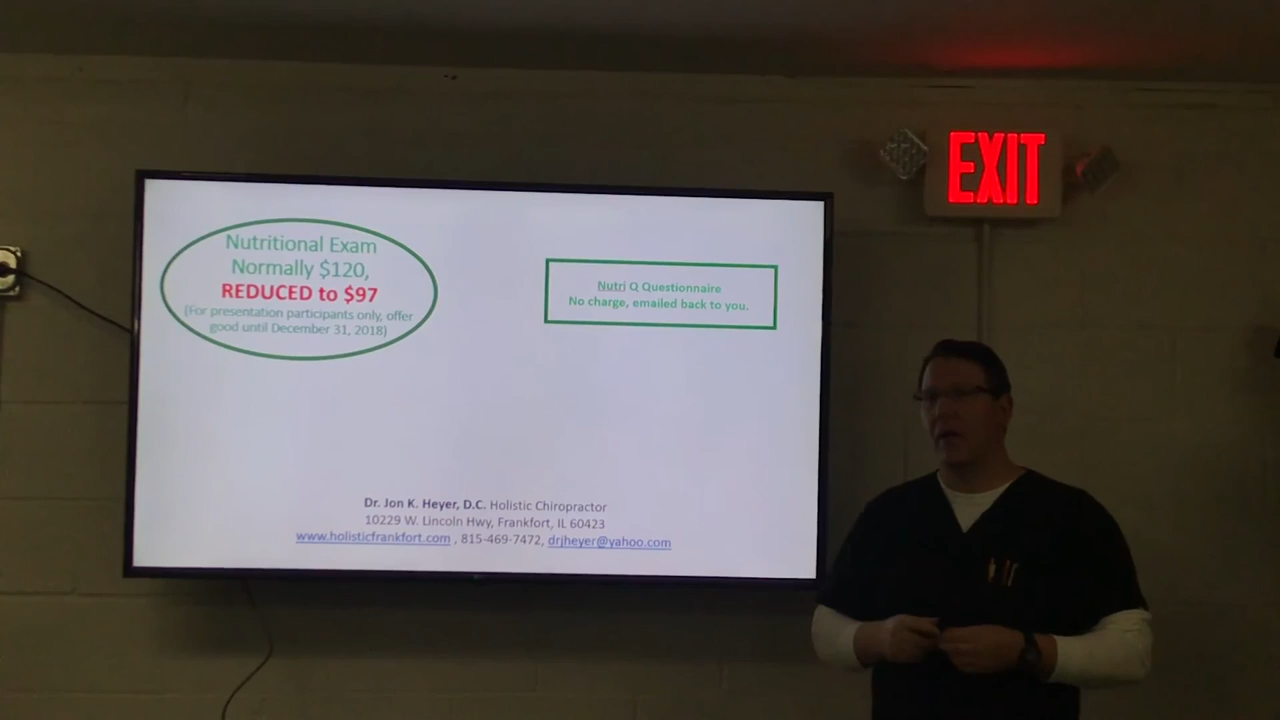 Nutritional Exam
Normally $120,
REDUCED to $97
(For presentation participants only, offer
good until December 31, 2018)
Nutri Q Questionnaire
No charge, emailed back to you.
EXIT
Dr. Jon K. Heyer, D.C. Holistic Chiropractor
10229 W. Lincoln Hwy, Frankfort, IL 60423
www.holisticfrankfort.com , 815-469-7472, drjheyer@yahoo.com